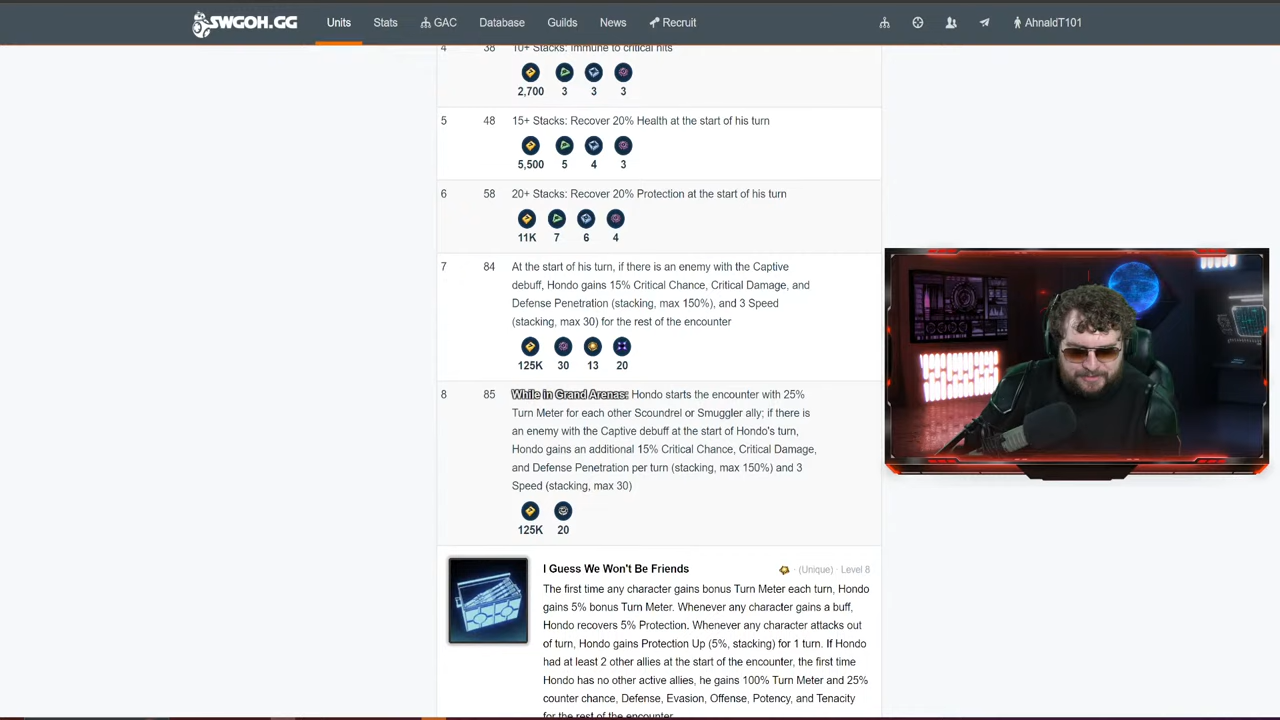 SWGOH.GG
Units
Stats
GAC
Database
Guilds
News
Recruit
AhnaldT101
4 38 10+ Stacks: Immune to critical hits
2,700 3 3 3
5 48 15+ Stacks: Recover 20% Health at the start of his turn
5,500 5 4 3
6 58 20+ Stacks: Recover 20% Protection at the start of his turn
11K 7 6 4
7 84 At the start of his turn, if there is an enemy with the Captive
debuff, Hondo gains 15% Critical Chance, Critical Damage, and
Defense Penetration (stacking, max 150%), and 3 Speed
(stacking, max 30) for the rest of the encounter
125K 30 13 20
8 85 While in Grand Arenas: Hondo starts the encounter with 25%
Turn Meter for each other Scoundrel or Smuggler ally; if there is
an enemy with the Captive debuff at the start of Hondo's turn,
Hondo gains an additional 15% Critical Chance, Critical Damage,
and Defense Penetration per turn (stacking, max 150%) and 3
Speed (stacking, max 30)
125K 20
I Guess We Won't Be Friends · (Unique) · Level 8
The first time any character gains bonus Turn Meter each turn, Hondo
gains 5% bonus Turn Meter. Whenever any character gains a buff,
Hondo recovers 5% Protection. Whenever any character attacks out
of turn, Hondo gains Protection Up (5%, stacking) for 1 turn. If Hondo
had at least 2 other allies at the start of the encounter, the first time
Hondo has no other active allies, he gains 100% Turn Meter and 25%
counter chance, Defense, Evasion, Offense, Potency, and Tenacity
for the rest of the encounter